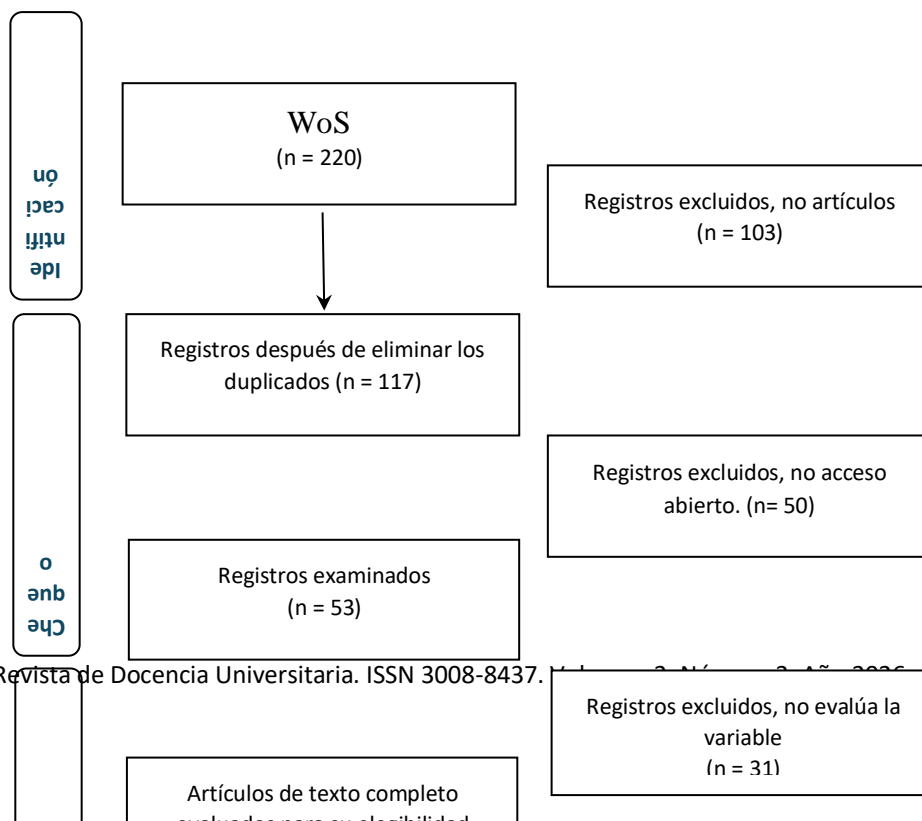 Ide
ntifi
caci
ón
WoS
(n = 220)
Registros excluidos, no artículos
(n = 103)
Registros después de eliminar los
duplicados (n = 117)
Registros excluidos, no acceso
abierto. (n= 50)
Che
que
o
Registros examinados
(n = 53)
Revista de Docencia Universitaria. ISSN 3008-8437.
Registros excluidos, no evalúa la
variable
(n = 31)
Artículos de texto completo